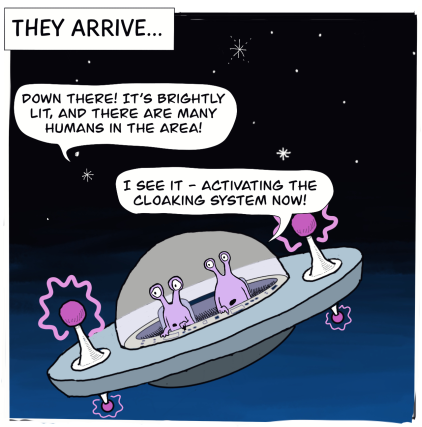 THEY ARRIVE...
DOWN THERE! IT'S BRIGHTLY
LIT, AND THERE ARE MANY
HUMANS IN THE AREA!
I SEE IT – ACTIVATING THE
CLOAKING SYSTEM NOW!